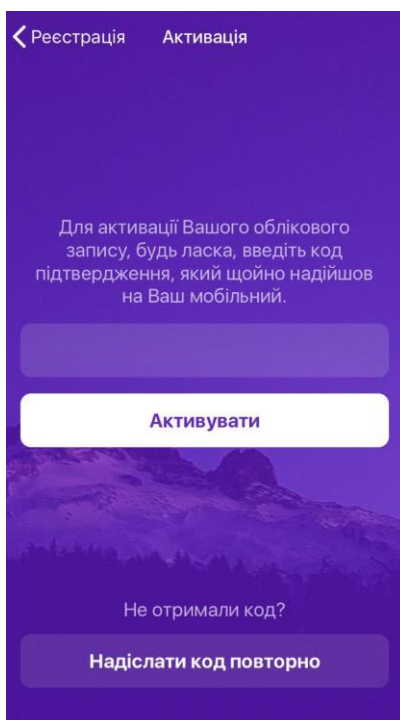 Реєстрація Активація
Для активації Вашого облікового
запису, будь ласка, введіть код
підтвердження, який щойно надійшов
на Ваш мобільний.
Активувати
Не отримали код?
Надіслати код повторно